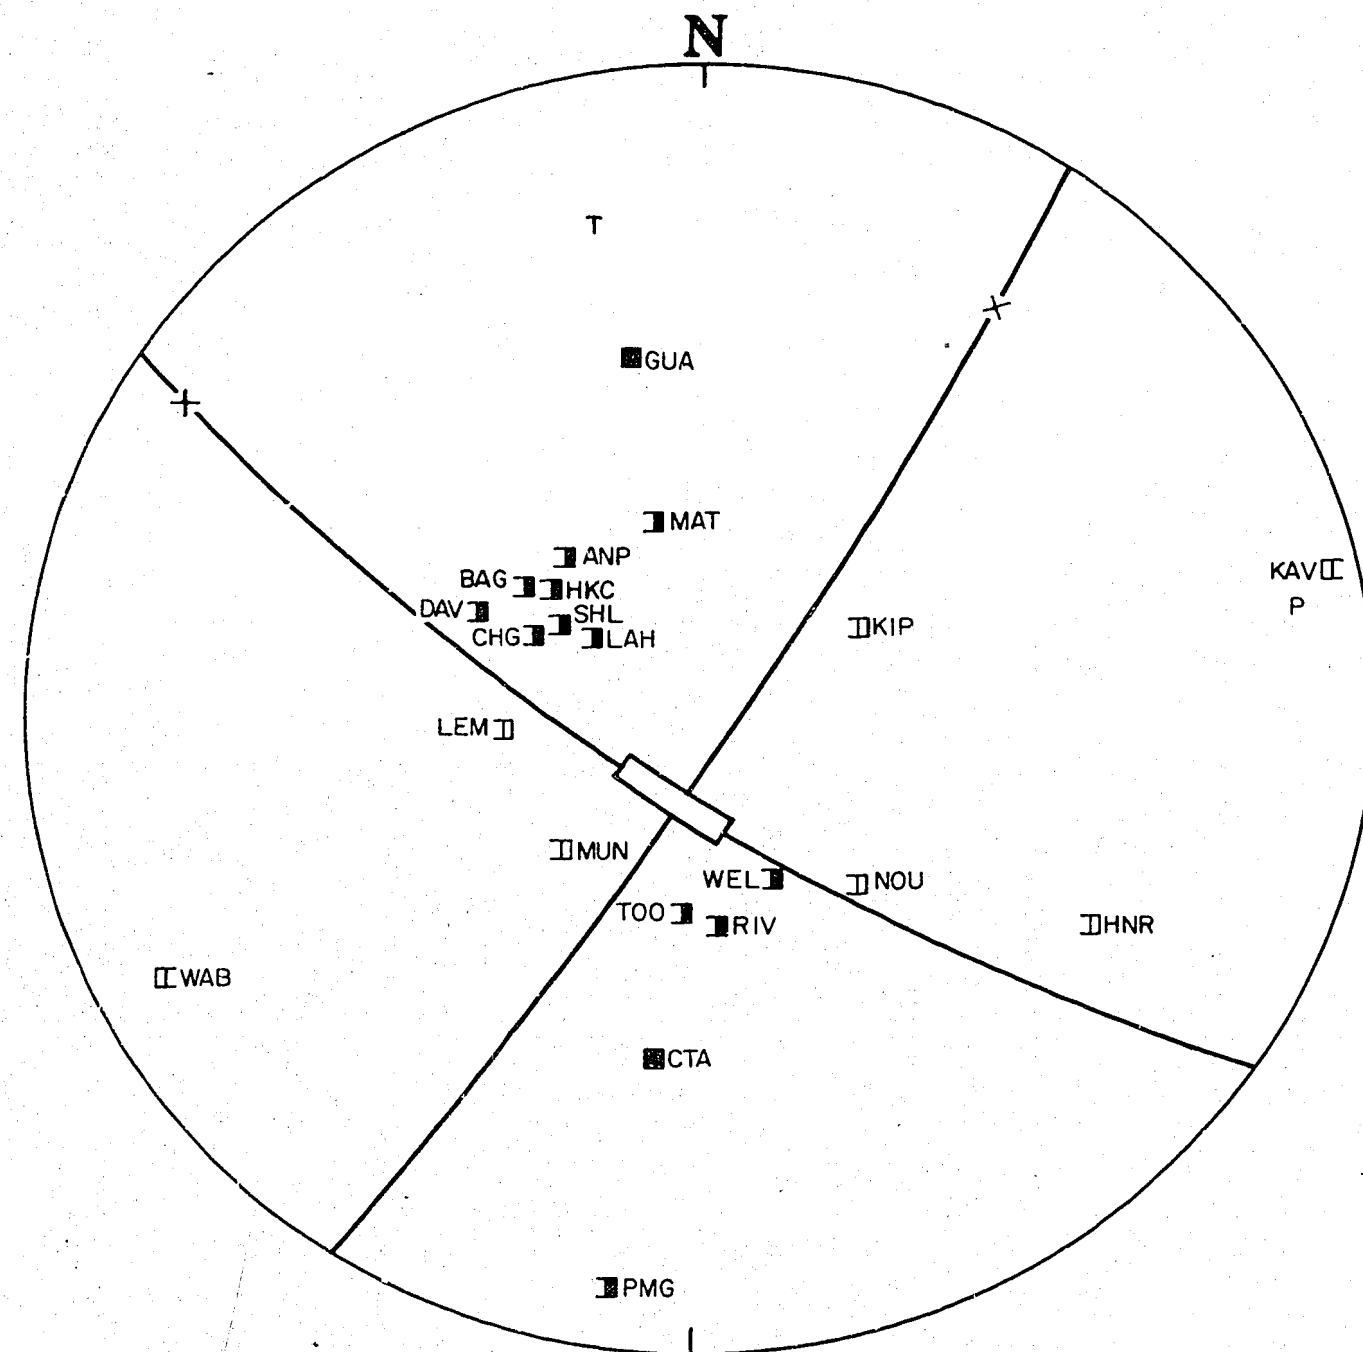 N
T
GUA
MAT
ANP
BAG
HKC
DAV
SHL
CHG
LAH
KAV
P
KIP
LEM
MUN
WEL
NOU
TOO
RIV
HNR
WAB
CTA
PMG